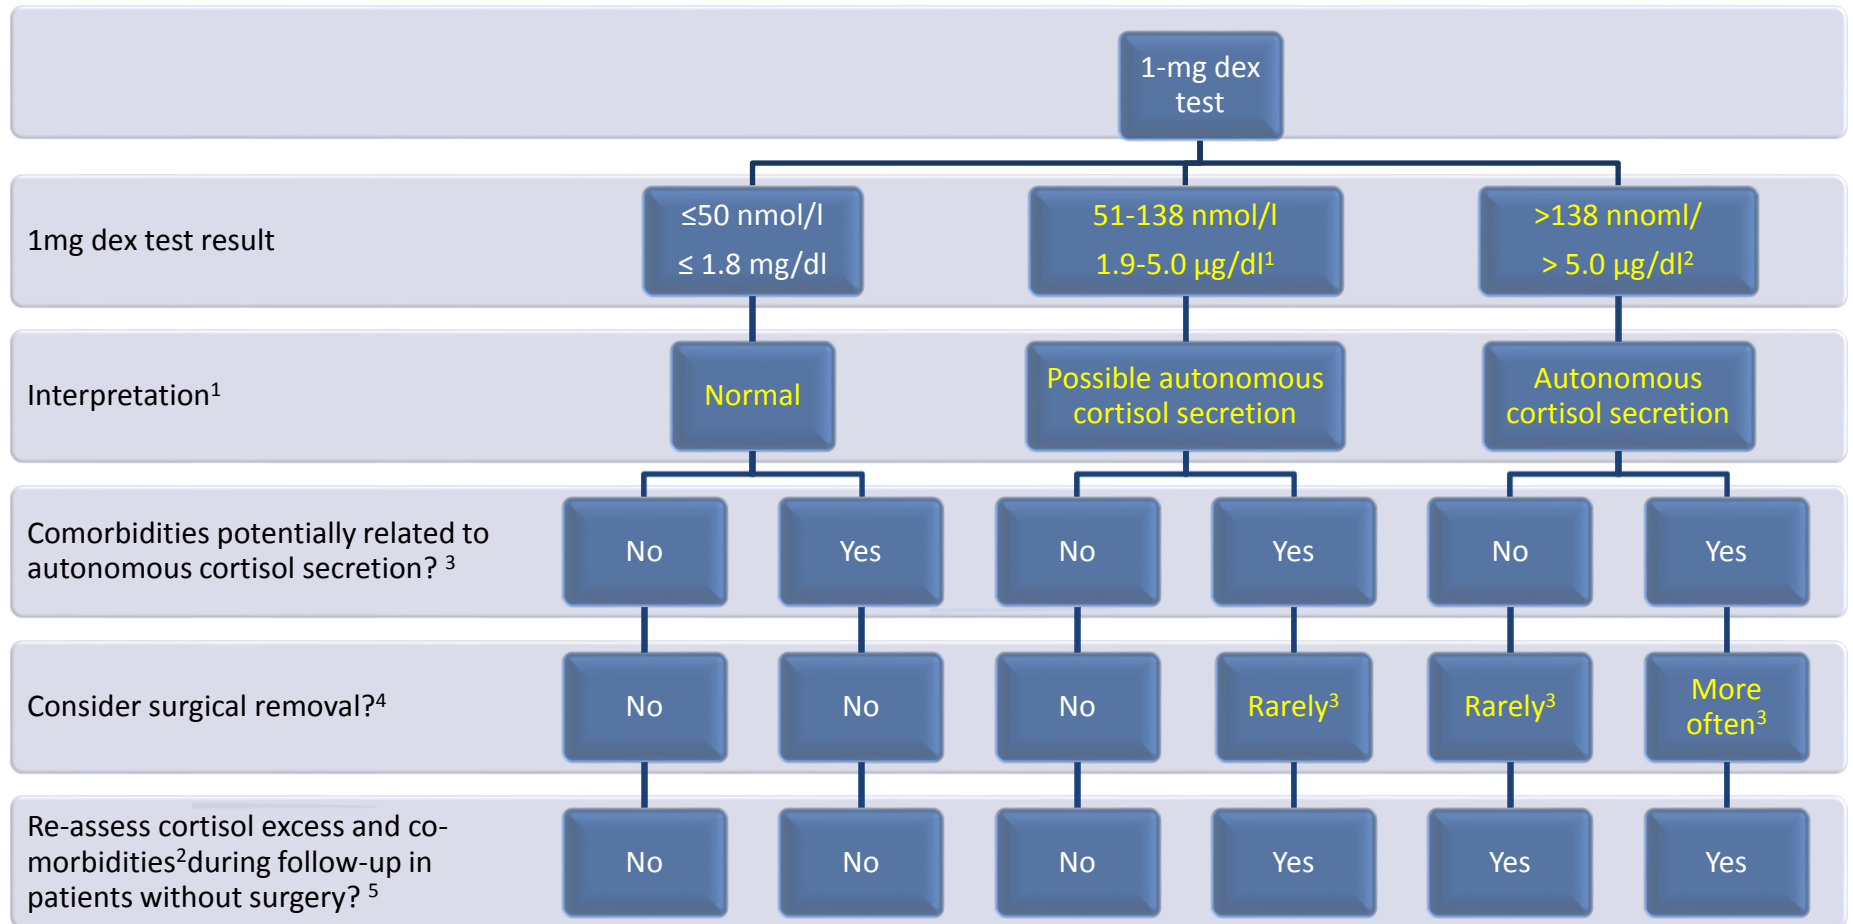 1-mg dex
test
1mg dex test result
≤50 nmol/l
≤ 1.8 mg/dl
51-138 nmol/l
1.9-5.0 µg/dl¹
>138 nnoml/
> 5.0 µg/dl²
Interpretation¹
Normal
Possible autonomous
cortisol secretion
Autonomous
cortisol secretion
Comorbidities potentially related to
autonomous cortisol secretion? ³
No
Yes
No
Yes
No
Yes
Consider surgical removal?⁴
No
No
No
Rarely³
Rarely³
More
often³
Re-assess cortisol excess and co-
morbidities²during follow-up in
patients without surgery? ⁵
No
No
No
Yes
Yes
Yes